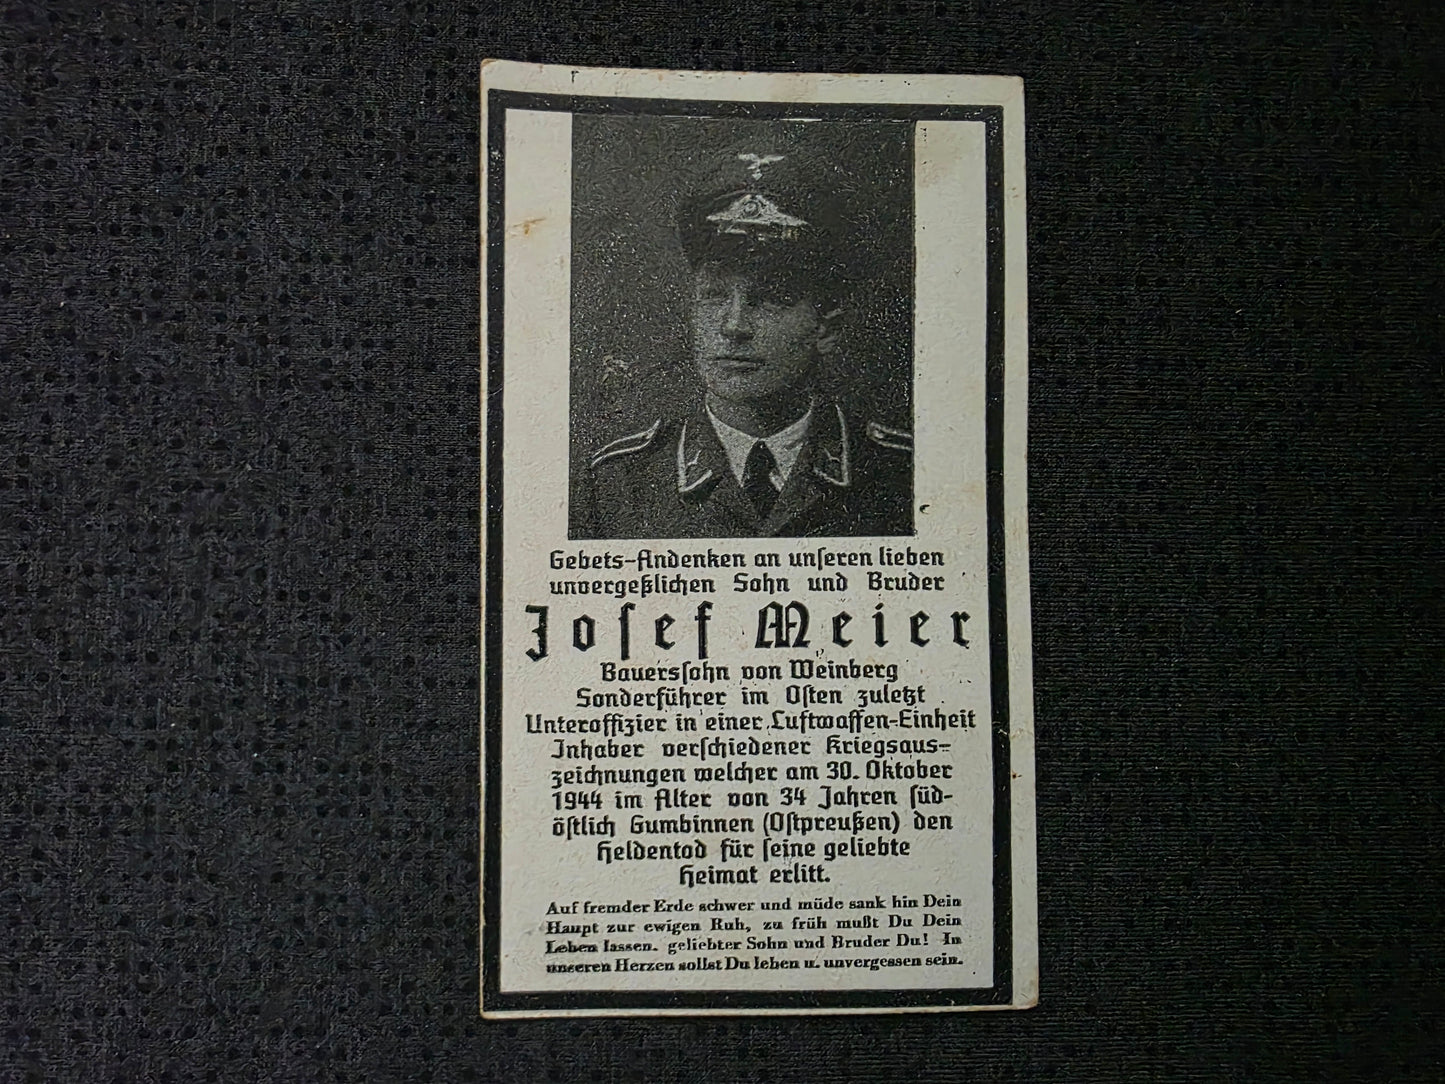 Gebets-Andenken an unſeren lieben
unvergeßlichen Sohn und Bruder
Joſef Meier
Bauersſohn von Weinberg
Sonderführer im Oſten zuletzt
Unteroffizier in einer Luftwaffen-Einheit
Inhaber verſchiedener Kriegsaus-
zeichnungen welcher am 30. Oktober
1944 im Alter von 34 Jahren ſüd-
öſtlich Gumbinnen (Oſtpreußen) den
Heldentod für ſeine geliebte
Heimat erlitt.
Auf fremder Erde schwer und müde sank hin Dein
Haupt zur ewigen Ruh, zu früh mußt Du Dein
Leben lassen. geliebter Sohn und Bruder Du! In
unseren Herzen sollst Du leben u. unvergessen sein.